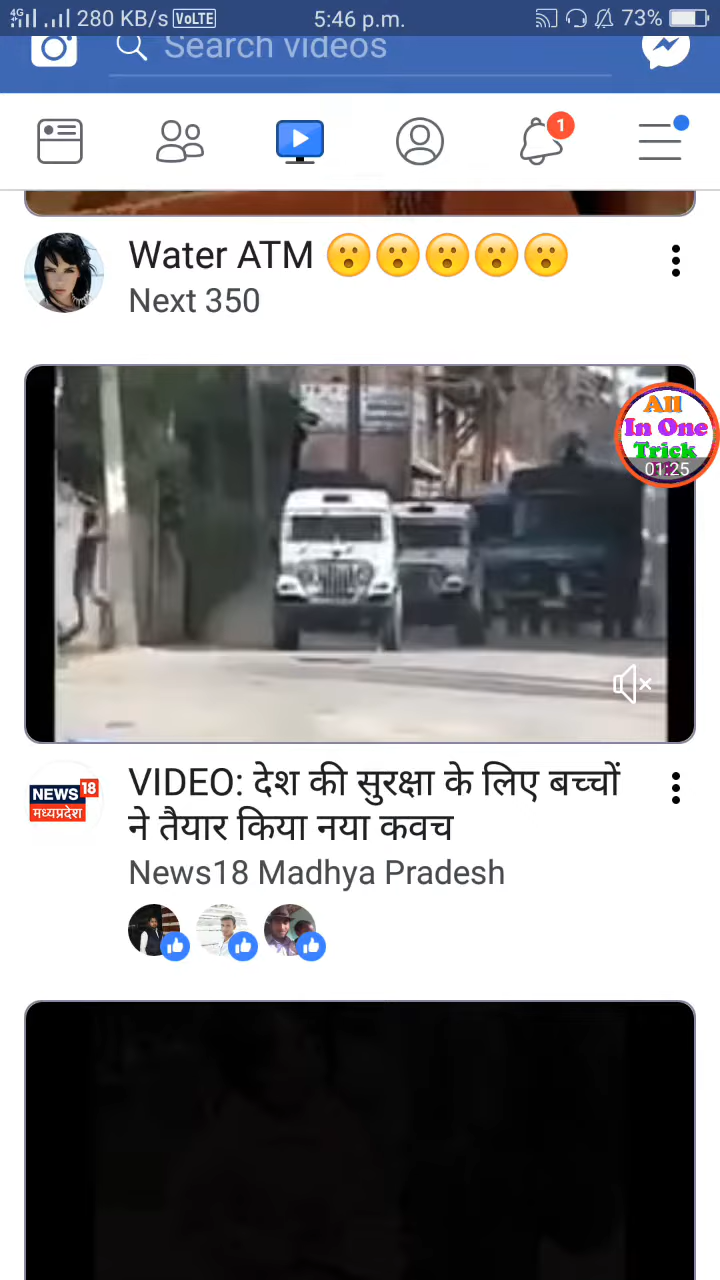 4G 280 KB/s VoLTE 5:46 p.m. 73%
Search videos
1
Water ATM 😮😮😮😮😮
Next 350
All
In One
Trick
01:25
NEWS 18
मध्यप्रदेश
VIDEO: देश की सुरक्षा के लिए बच्चों
ने तैयार किया नया कवच
News18 Madhya Pradesh